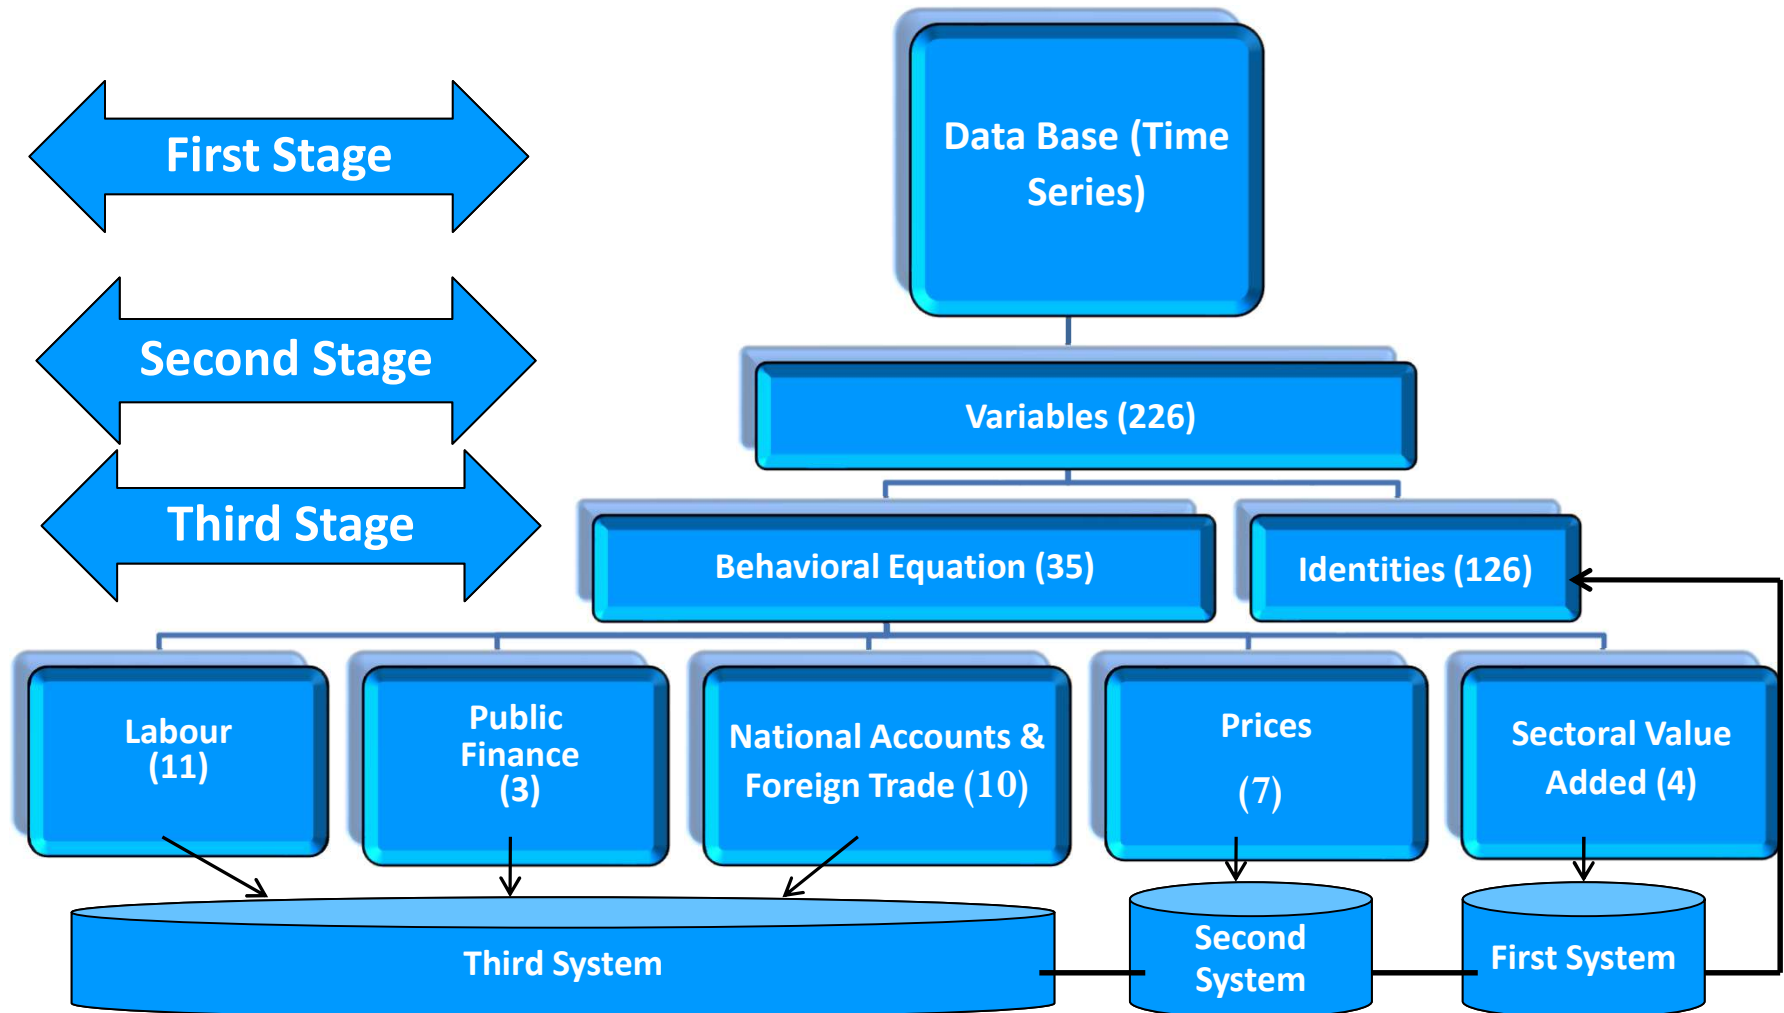 First Stage
Second Stage
Third Stage
Data Base (Time
Series)
Variables (226)
Behavioral Equation (35)
Identities (126)
Labour
(11)
Public
Finance
(3)
National Accounts &
Foreign Trade (10)
Prices
(7)
Sectoral Value
Added (4)
Third System
Second
System
First System